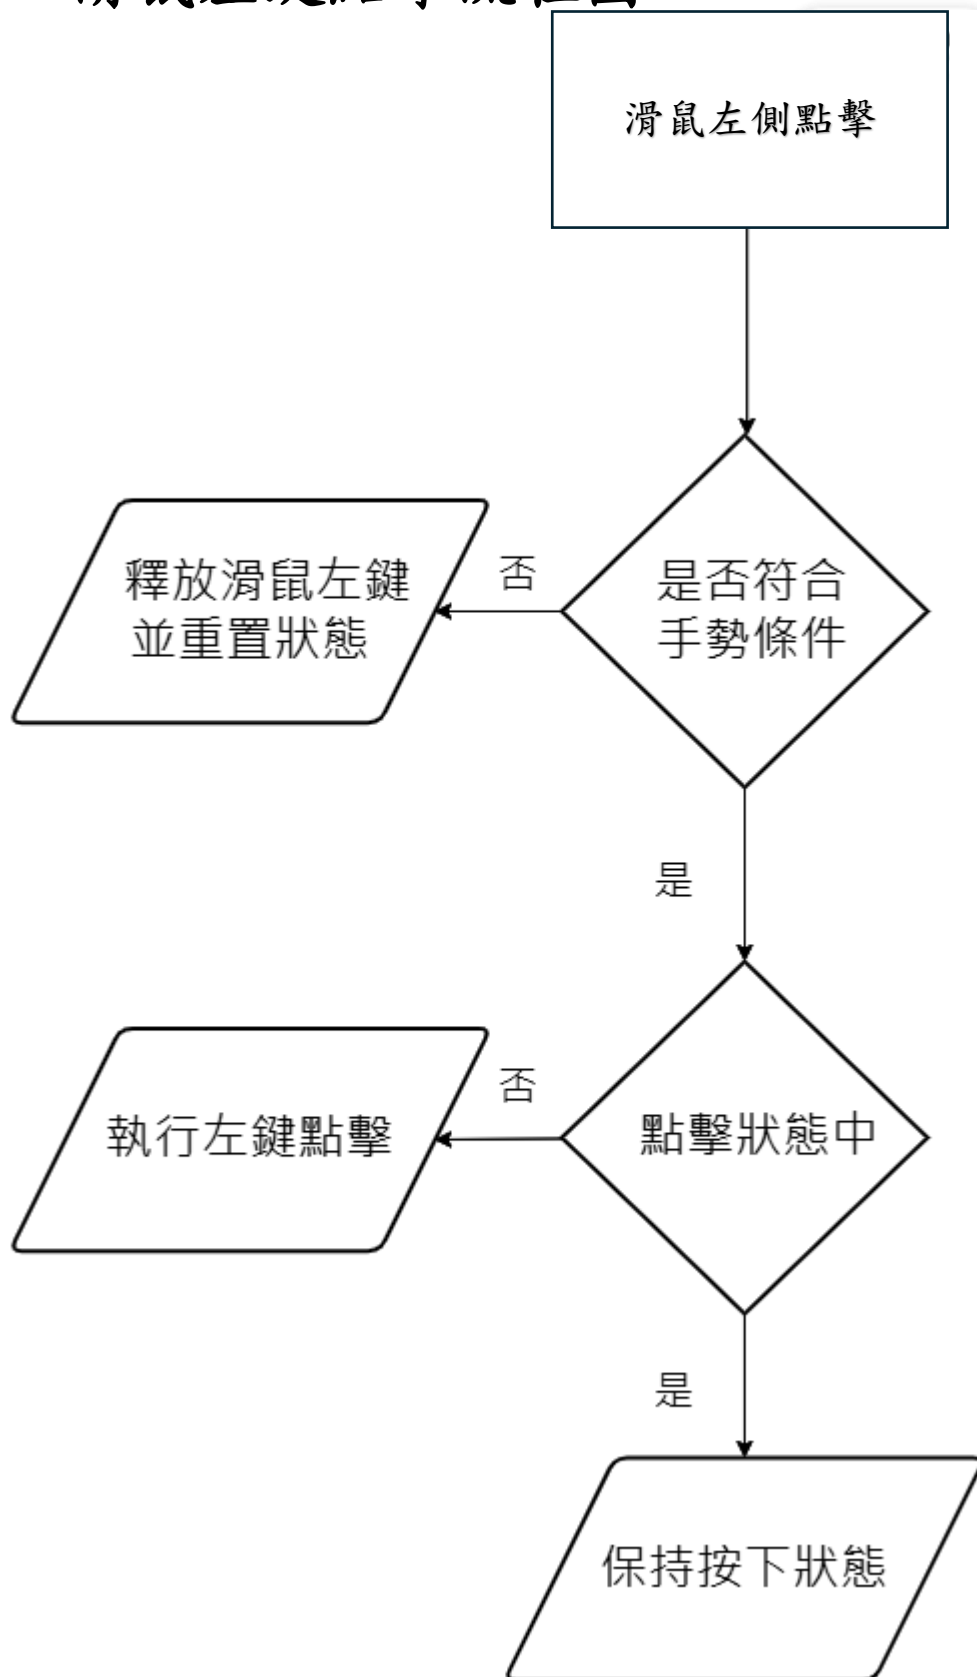 滑鼠左側點擊
否
是否符合
手勢條件
釋放滑鼠左鍵
並重置狀態
是
否
點擊狀態中
執行左鍵點擊
是
保持按下狀態